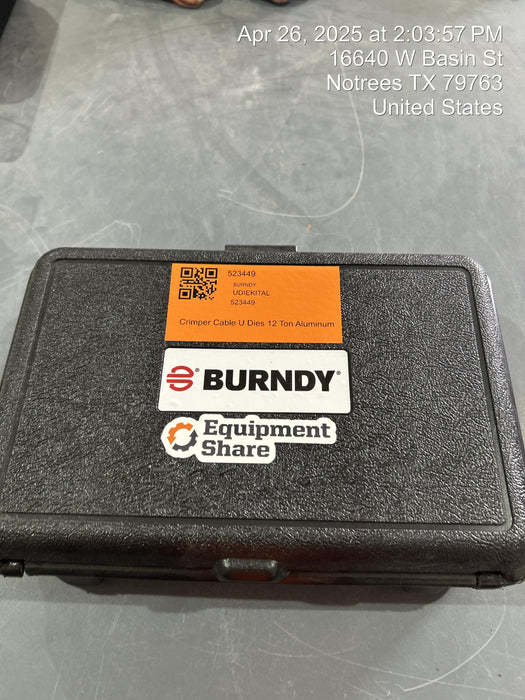 Apr 26, 2025 at 2:03:57 PM
16640 W Basin St
Notrees TX 79763
United States
523449
BURNDY
UDIEKITAL
523449
Crimper Cable U Dies 12 Ton Aluminum
BURNDY®
Equipment
Share